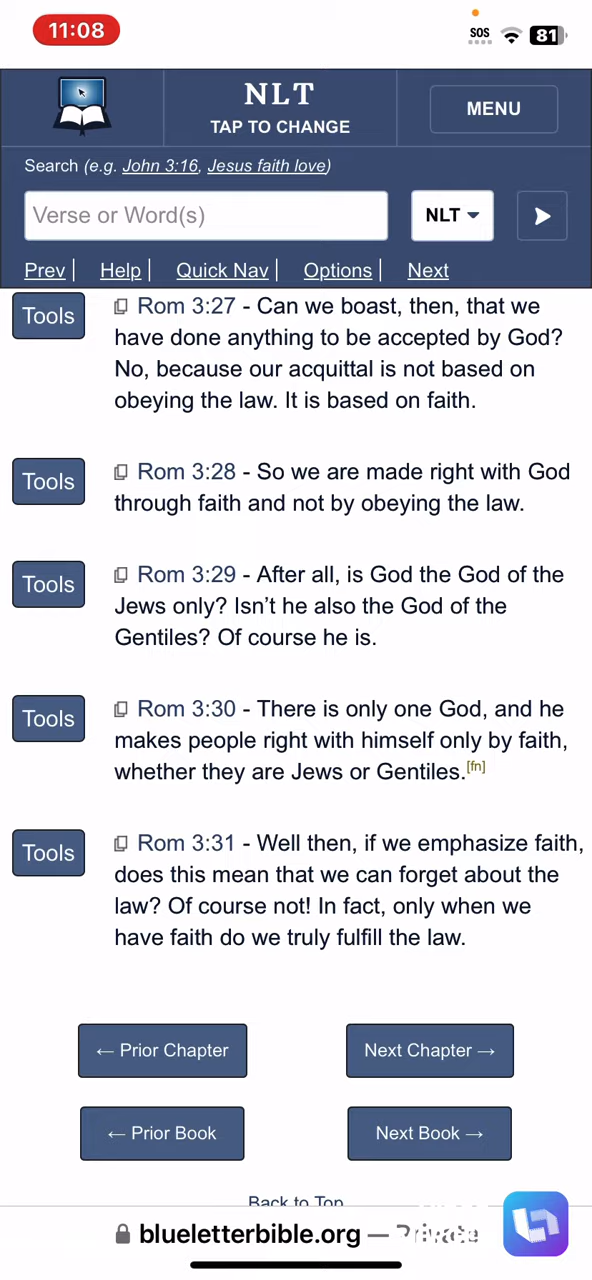 11:08
SOS
81
NLT
TAP TO CHANGE
MENU
Search (e.g. John 3:16, Jesus faith love)
Verse or Word(s)
NLT
Prev | Help | Quick Nav | Options | Next
Tools
Rom 3:27 - Can we boast, then, that we
have done anything to be accepted by God?
No, because our acquittal is not based on
obeying the law. It is based on faith.
Tools
Rom 3:28 - So we are made right with God
through faith and not by obeying the law.
Tools
Rom 3:29 - After all, is God the God of the
Jews only? Isn't he also the God of the
Gentiles? Of course he is.
Tools
Rom 3:30 - There is only one God, and he
makes people right with himself only by faith,
whether they are Jews or Gentiles.[fn]
Tools
Rom 3:31 - Well then, if we emphasize faith,
does this mean that we can forget about the
law? Of course not! In fact, only when we
have faith do we truly fulfill the law.
← Prior Chapter
Next Chapter →
← Prior Book
Next Book →
Back to Top
blueletterbible.org —